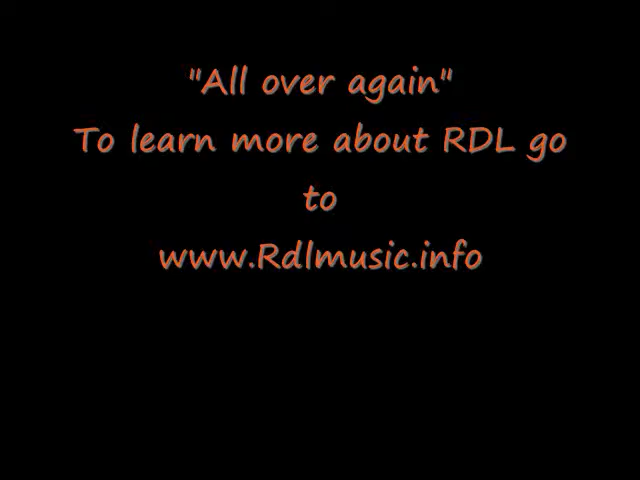 "All over again"
To learn more about RDL go
to
www.Rdlmusic.info